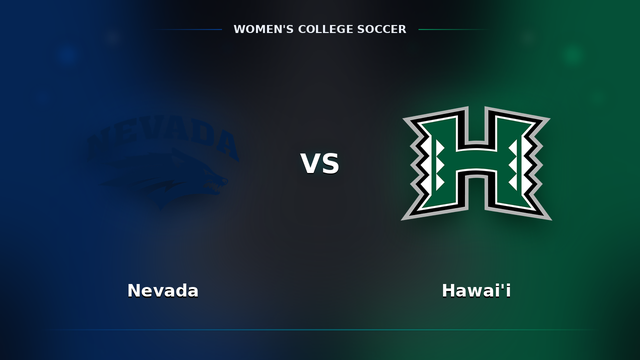 WOMEN'S COLLEGE SOCCER
NEVADA
VS
H
Nevada
Hawai'i